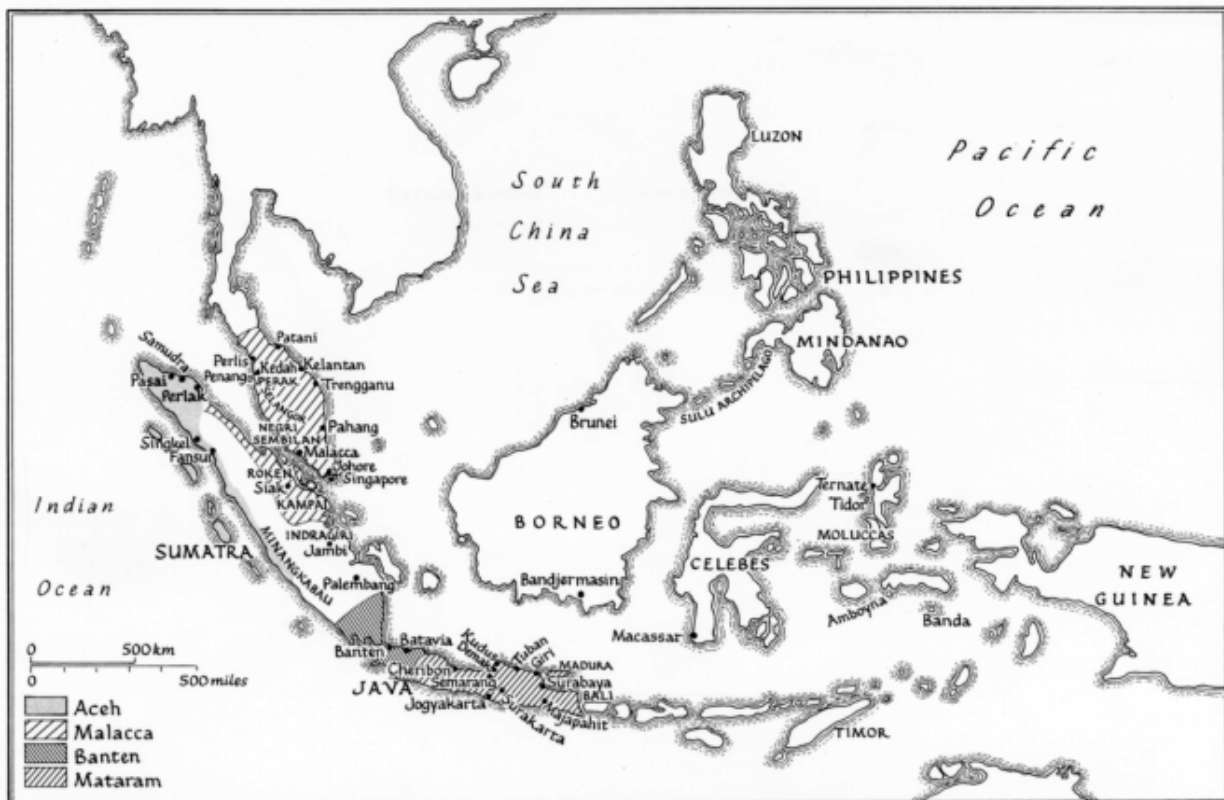 LUZON
Pacific
Ocean
South
China
Sea
PHILIPPINES
MINDANAO
SULU ARCHIPELAGO
Patani
Perlis
Kedah
Kelantan
Penang
PERAK
Trengganu
SELANGOR
NEGRI
SEMBILAN
Pahang
Malacca
Johore
Singapore
Samudra
Pasai
Perlak
Singkel
Fansur
ROKEN
Siak
KAMPAR
INDRAGIRI
Jambi
SUMATRA
MINANGKABAU
Palembang
Indian
Ocean
Brunei
BORNEO
Bandjermasin
Ternate
Tidor
MOLUCCAS
CELEBES
Macassar
Amboyna
Banda
NEW
GUINEA
Banten
Batavia
Cheribon
Kudus
Demak
Semarang
Tuban
Giri
MADURA
Surabaya
BALI
JAVA
Jogyakarta
Surakarta
Majapahit
TIMOR
0 500 km
0 500 miles
Aceh
Malacca
Banten
Mataram